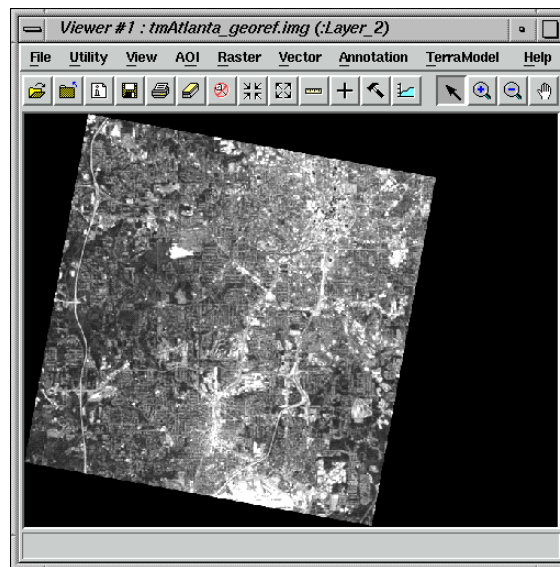 Viewer #1 : tmAtlanta_georef.img (:Layer_2)
File Utility View AOI Raster Vector Annotation TerraModel Help